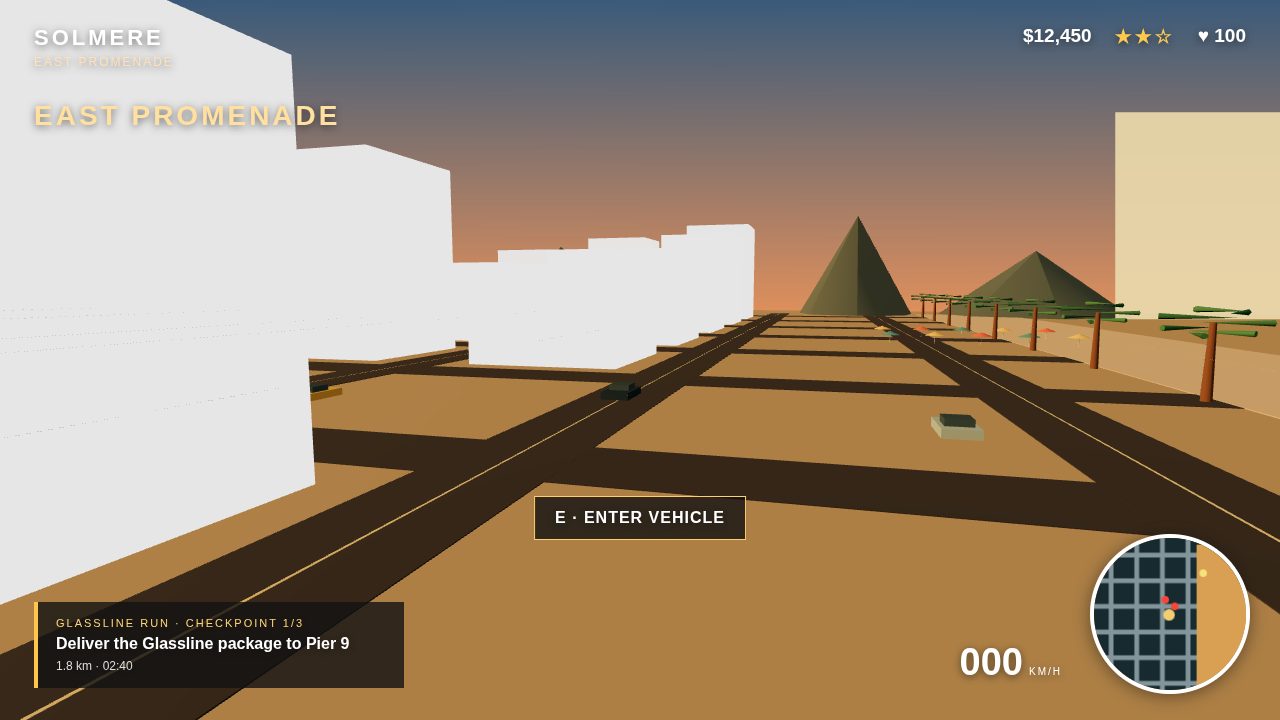 SOLMERE
EAST PROMENADE
$12,450 ★★☆ ♥ 100
EAST PROMENADE
E · ENTER VEHICLE
GLASSLINE RUN · CHECKPOINT 1/3
Deliver the Glassline package to Pier 9
1.8 km · 02:40
000 KM/H